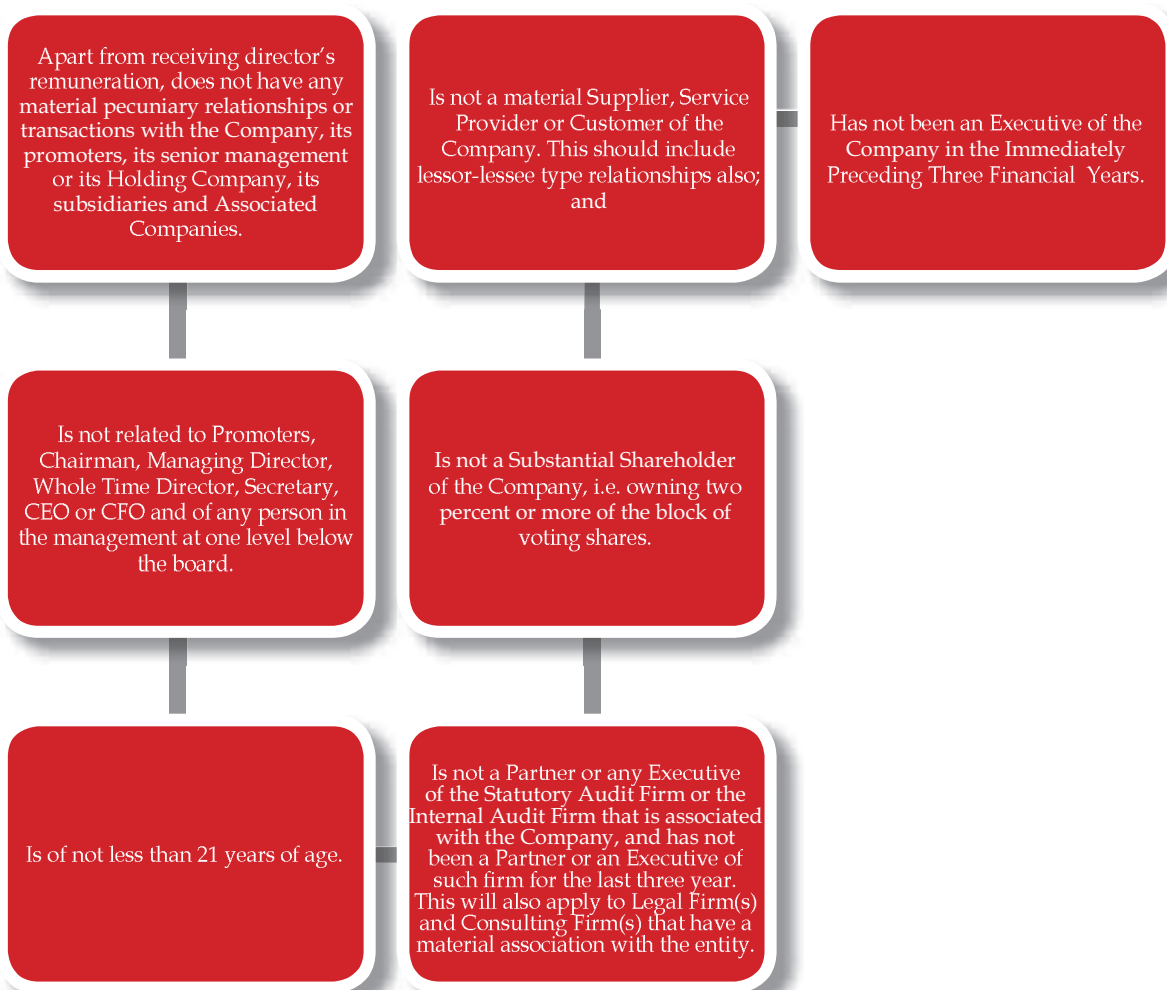 Apart from receiving director's
remuneration, does not have any
material pecuniary relationships or
transactions with the Company, its
promoters, its senior management
or its Holding Company, its
subsidiaries and Associated
Companies.
Is not related to Promoters,
Chairman, Managing Director,
Whole Time Director, Secretary,
CEO or CFO and of any person in
the management at one level below
the board.
Is of not less than 21 years of age.
Is not a Partner or any Executive
of the Statutory Audit Firm or the
Internal Audit Firm that is associated
with the Company, and has not
been a Partner or an Executive of
such firm for the last three year.
This will also apply to Legal Firm(s)
and Consulting Firm(s) that have a
material association with the entity.
Is not a Substantial Shareholder
of the Company, i.e. owning two
percent or more of the block of
voting shares.
Is not a material Supplier, Service
Provider or Customer of the
Company. This should include
lessor-lessee type relationships also;
and
Has not been an Executive of the
Company in the Immediately
Preceding Three Financial Years.